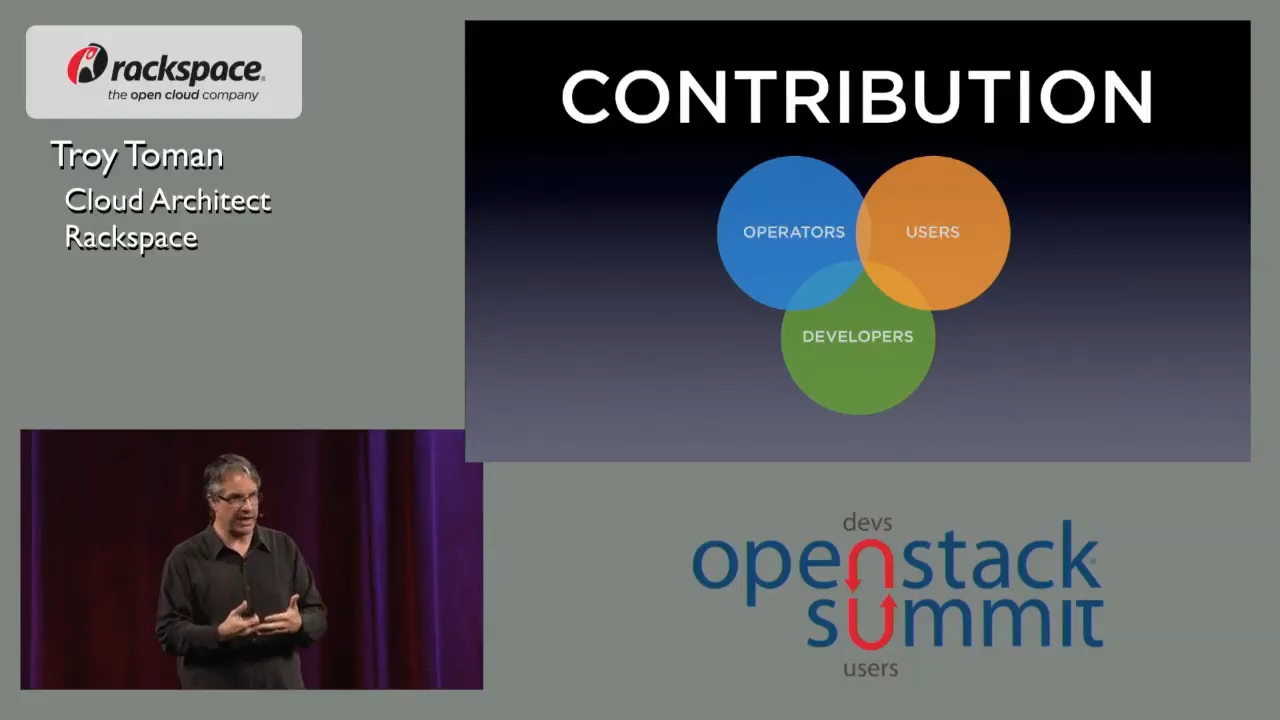 rackspace
the open cloud company
Troy Toman
Cloud Architect
Rackspace
CONTRIBUTION
OPERATORS
USERS
DEVELOPERS
devs
openstack
summit
users